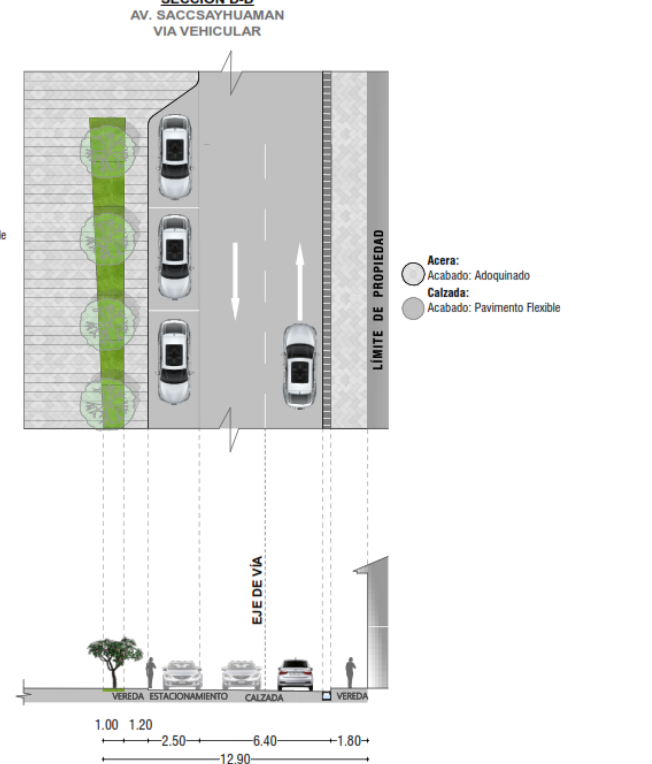 SECCIÓN D-D
AV. SACCSAYHUAMAN
VIA VEHICULAR
LÍMITE DE PROPIEDAD
Acera:
Acabado: Adoquinado
Calzada:
Acabado: Pavimento Flexible
EJE DE VÍA
VEREDA ESTACIONAMIENTO CALZADA VEREDA
1.00 1.20
2.50 6.40 1.80
12.90